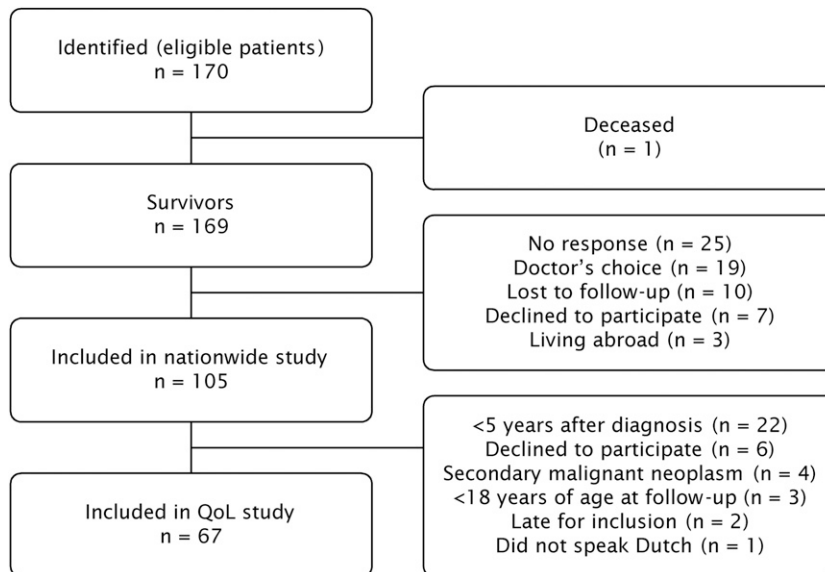 Identified (eligible patients)
n = 170
Deceased
(n = 1)
Survivors
n = 169
No response (n = 25)
Doctor’s choice (n = 19)
Lost to follow-up (n = 10)
Declined to participate (n = 7)
Living abroad (n = 3)
Included in nationwide study
n = 105
<5 years after diagnosis (n = 22)
Declined to participate (n = 6)
Secondary malignant neoplasm (n = 4)
<18 years of age at follow-up (n = 3)
Late for inclusion (n = 2)
Did not speak Dutch (n = 1)
Included in QoL study
n = 67